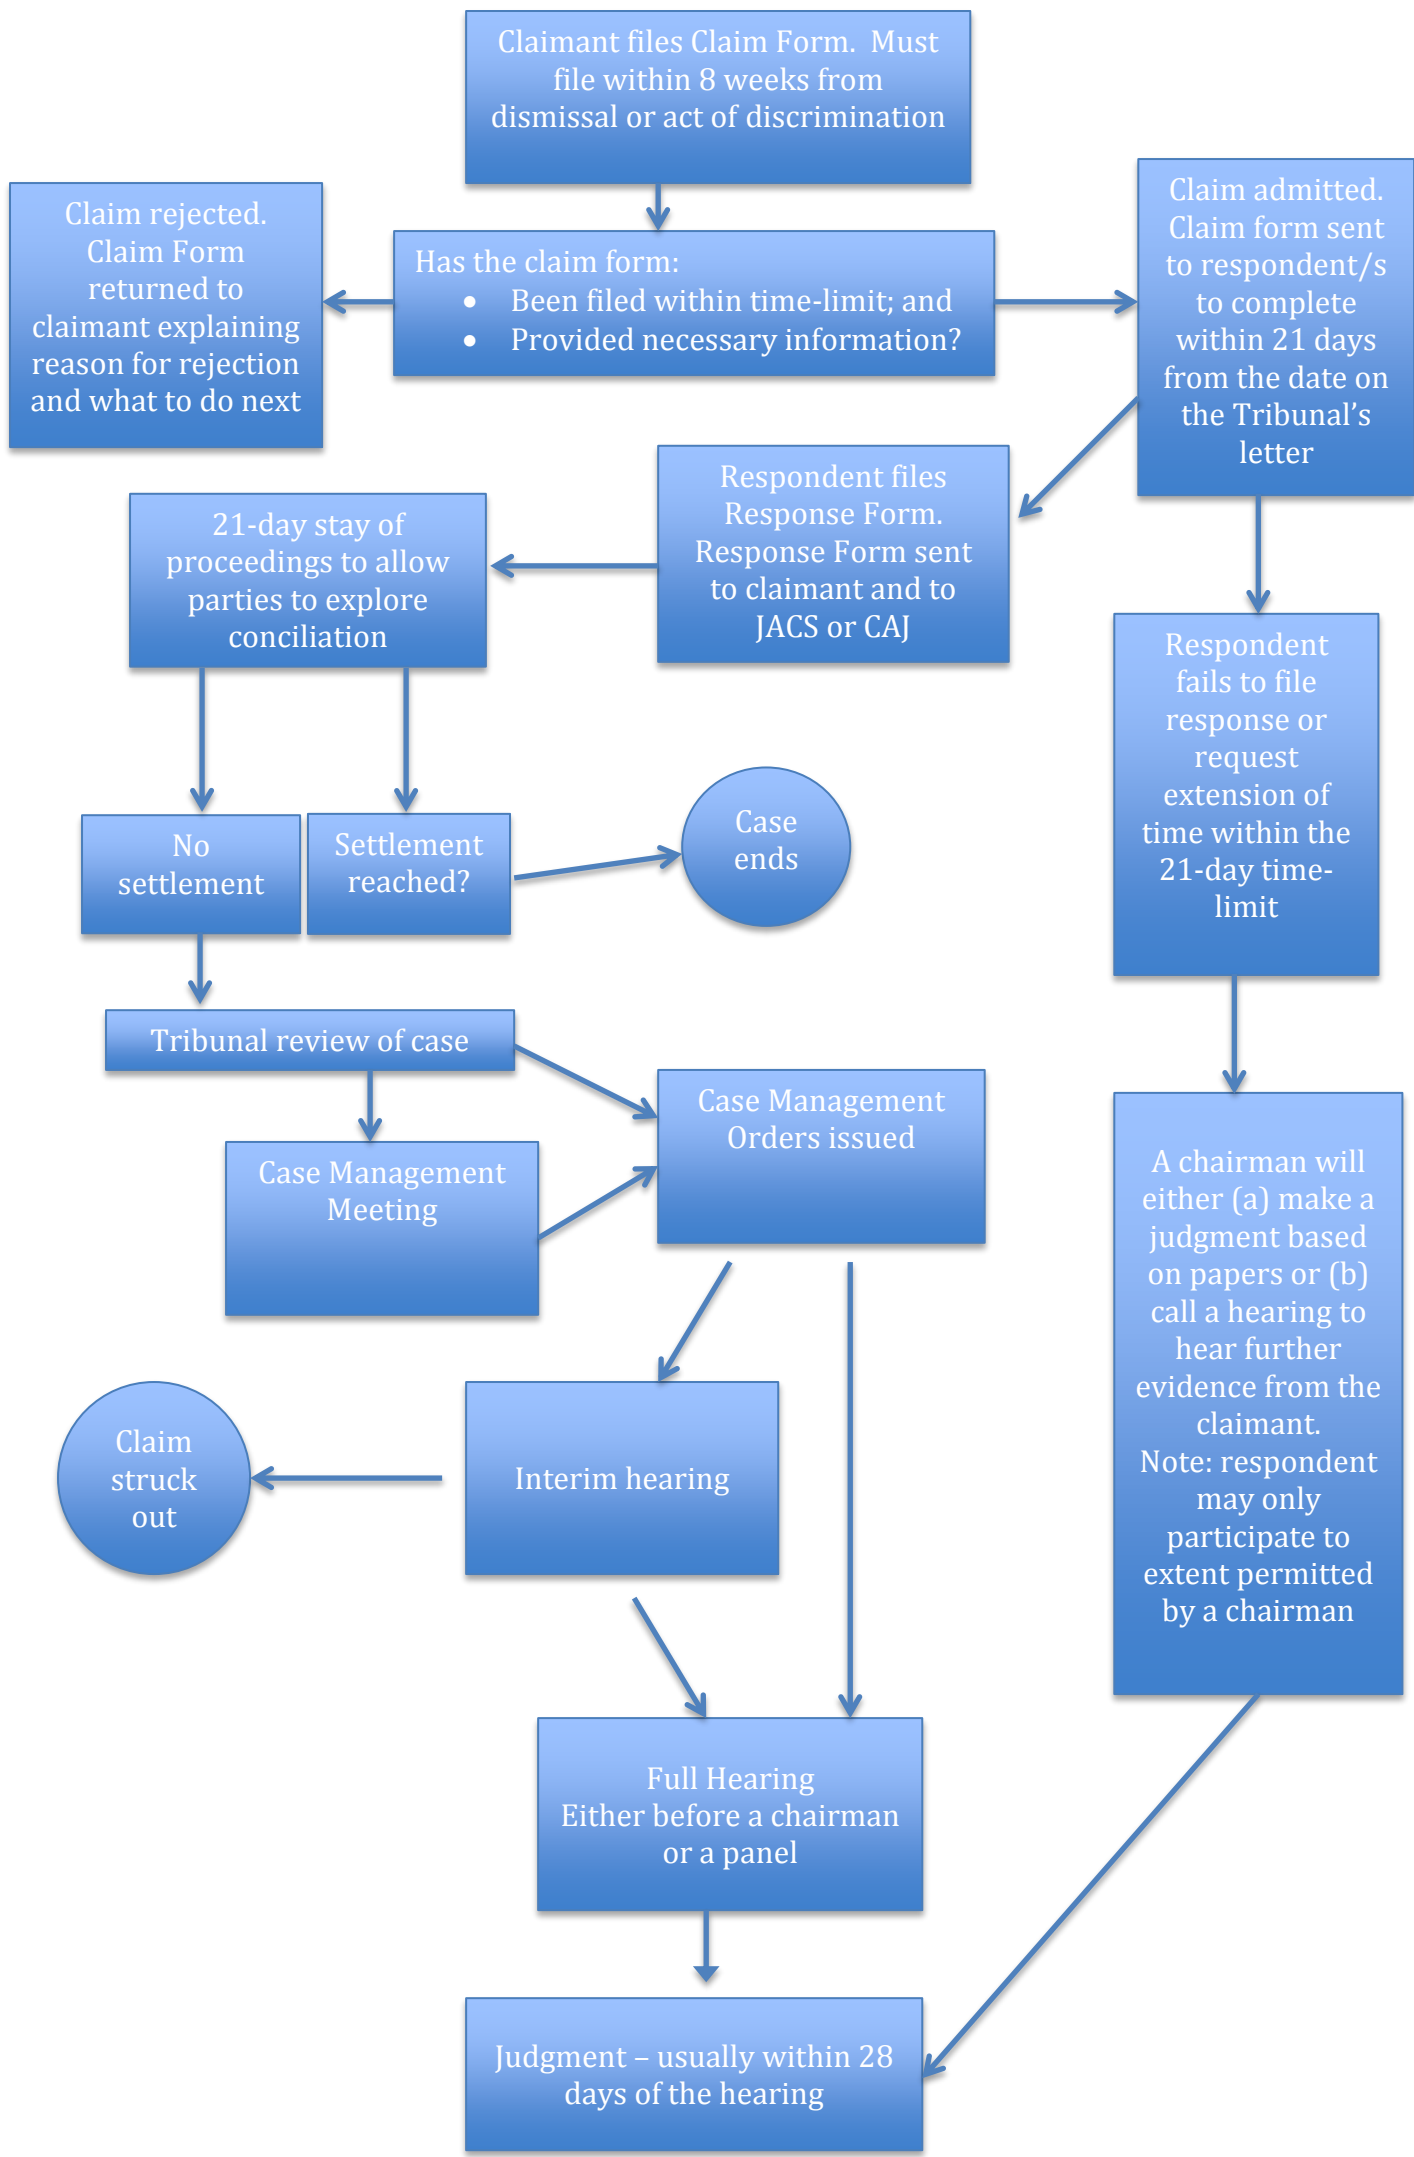 Claimant files Claim Form.  Must
file within 8 weeks from
dismissal or act of discrimination
Claim rejected.
Claim Form
returned to
claimant explaining
reason for rejection
and what to do next
Has the claim form:
• Been filed within time-limit; and
• Provided necessary information?
Claim admitted.
Claim form sent
to respondent/s
to complete
within 21 days
from the date on
the Tribunal’s
letter
Respondent files
Response Form.
Response Form sent
to claimant and to
JACS or CAJ
21-day stay of
proceedings to allow
parties to explore
conciliation
Respondent
fails to file
response or
request
extension of
time within the
21-day time-
limit
No
settlement
Settlement
reached?
Case
ends
Tribunal review of case
Case Management
Meeting
Case Management
Orders issued
A chairman will
either (a) make a
judgment based
on papers or (b)
call a hearing to
hear further
evidence from the
claimant.
Note: respondent
may only
participate to
extent permitted
by a chairman
Claim
struck
out
Interim hearing
Full Hearing
Either before a chairman
or a panel
Judgment – usually within 28
days of the hearing